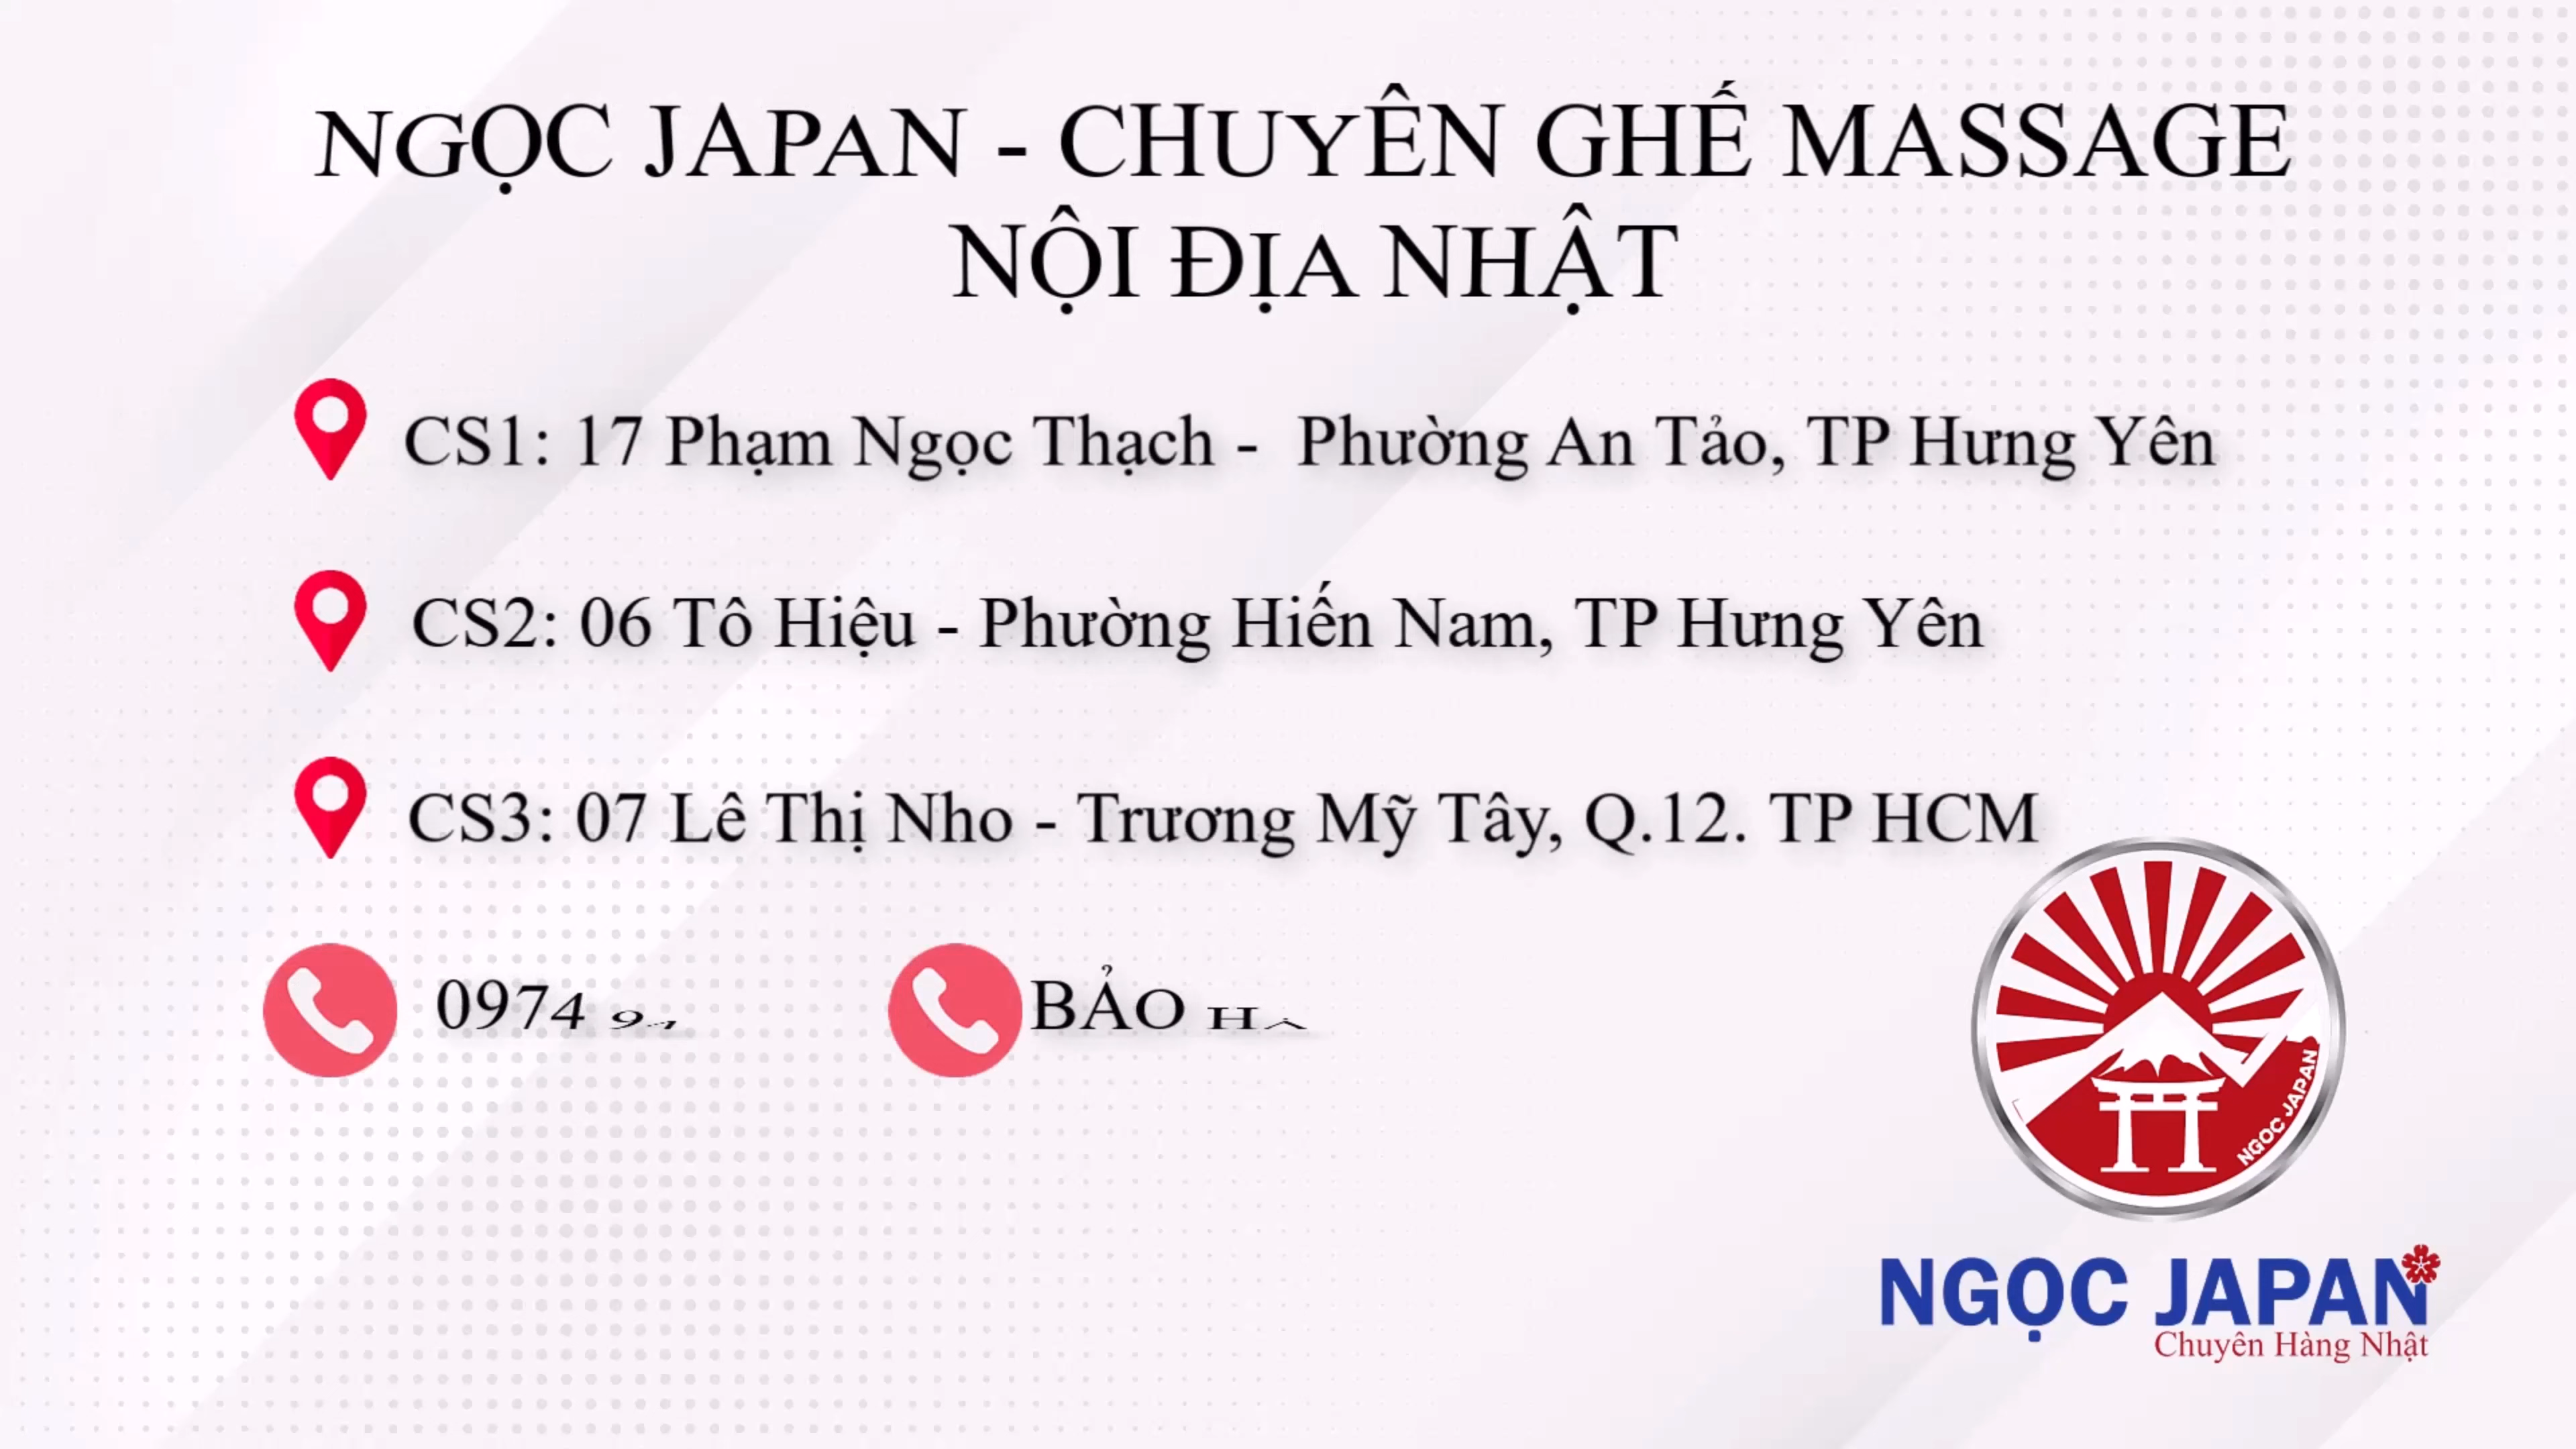 NGỌC JAPAN - CHUYÊN GHẾ MASSAGE
NỘI ĐỊA NHẬT
CS1: 17 Phạm Ngọc Thạch - Phường An Tảo, TP Hưng Yên
CS2: 06 Tô Hiệu - Phường Hiến Nam, TP Hưng Yên
CS3: 07 Lê Thị Nho - Trương Mỹ Tây, Q.12. TP HCM
0974
BẢO
NGOC JAPAN
NGỌC JAPAN
Chuyên Hàng Nhật